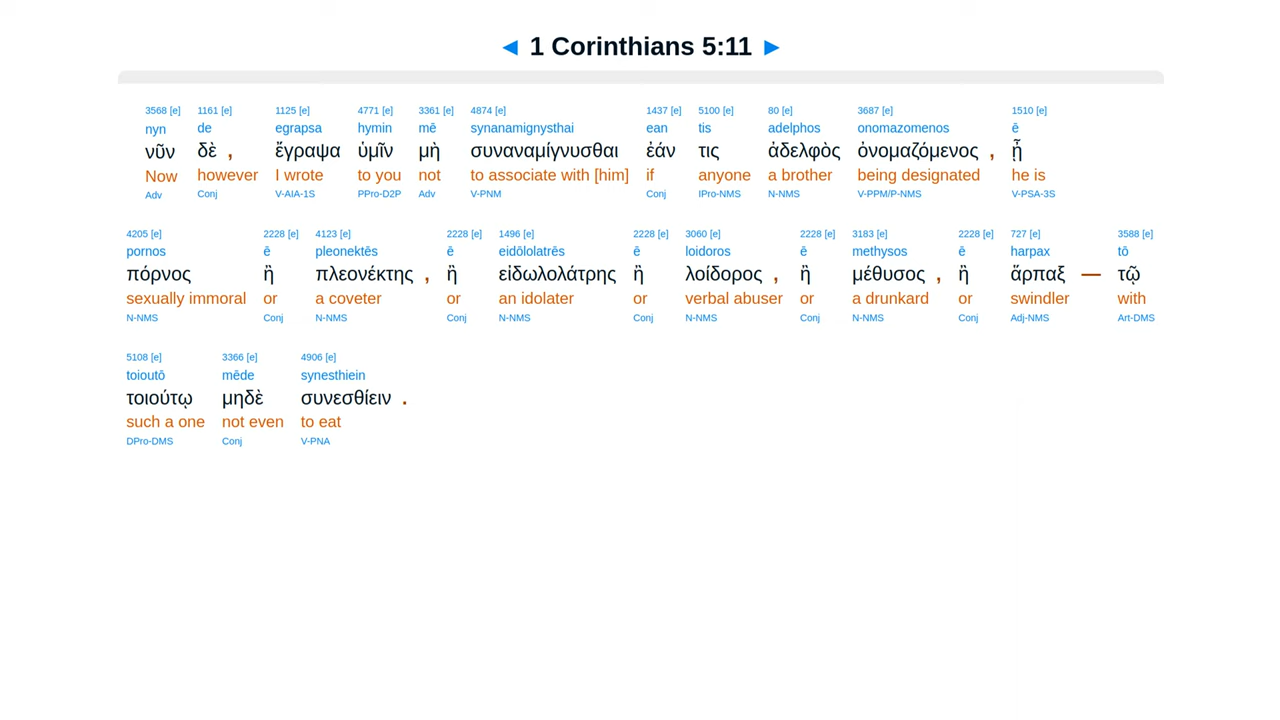 ◄ 1 Corinthians 5:11 ►
3568 [e] 1161 [e] 1125 [e] 4771 [e] 3361 [e] 4874 [e] 1437 [e] 5100 [e] 80 [e] 3687 [e] 1510 [e]
nyn de egrapsa hymin mē synanamignysthai ean tis adelphos onomazomenos ē
νῦν δὲ , ἔγραψα ὑμῖν μὴ συναναμίγνυσθαι ἐάν τις ἀδελφὸς ὀνομαζόμενος , ᾖ
Now however I wrote to you not to associate with [him] if anyone a brother being designated he is
Adv Conj V-AIA-1S PPro-D2P Adv V-PNM Conj IPro-NMS N-NMS V-PPM/P-NMS V-PSA-3S
4205 [e] 2228 [e] 4123 [e] 2228 [e] 1496 [e] 2228 [e] 3060 [e] 2228 [e] 3183 [e] 2228 [e] 727 [e] 3588 [e]
pornos ē pleonektēs ē eidōlolatrēs ē loidoros ē methysos ē harpax tō
πόρνος ἢ πλεονέκτης , ἢ εἰδωλολάτρης ἢ λοίδορος , ἢ μέθυσος , ἢ ἅρπαξ — τῷ
sexually immoral or a coveter or an idolater or verbal abuser or a drunkard or swindler with
N-NMS Conj N-NMS Conj N-NMS Conj N-NMS Conj N-NMS Conj Adj-NMS Art-DMS
5108 [e] 3366 [e] 4906 [e]
toioutō mēde synesthiein
τοιούτῳ μηδὲ συνεσθίειν .
such a one not even to eat
DPro-DMS Conj V-PNA